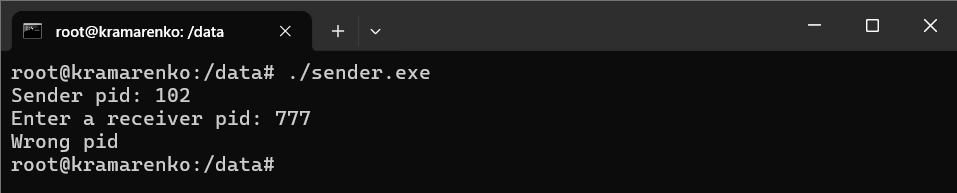 root@kramarenko: /data
root@kramarenko:/data# ./sender.exe
Sender pid: 102
Enter a receiver pid: 777
Wrong pid
root@kramarenko:/data#